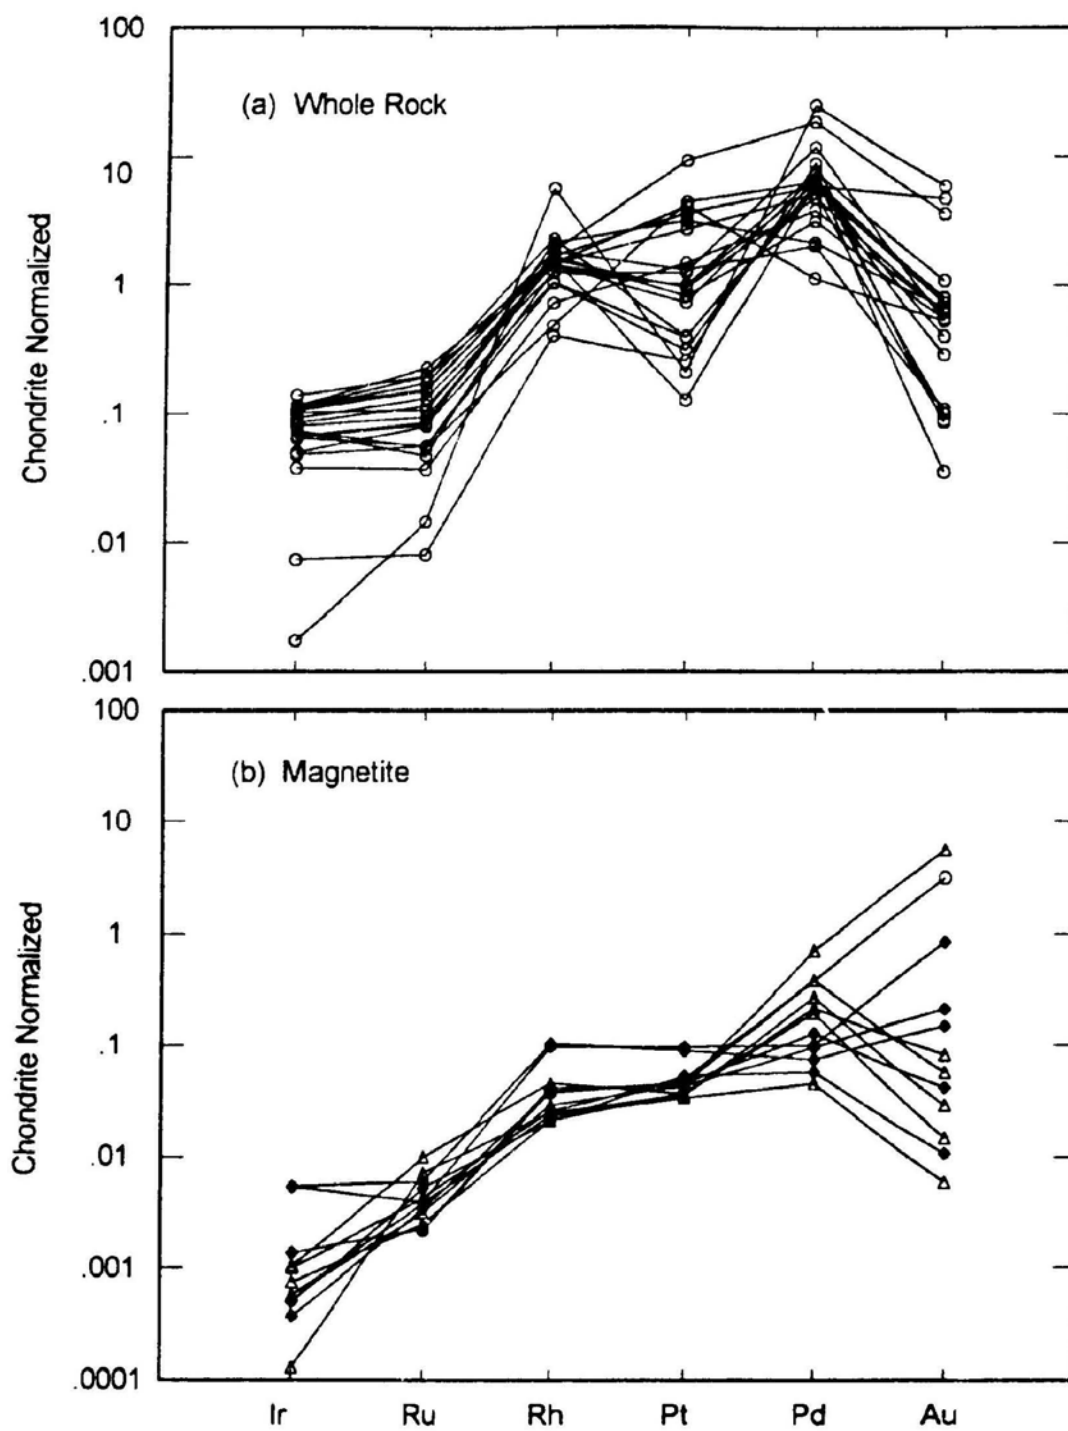 100
(a) Whole Rock
10
1
.1
.01
.001
Chondrite Normalized
100
(b) Magnetite
10
1
.1
.01
.001
.0001
Chondrite Normalized
Ir Ru Rh Pt Pd Au